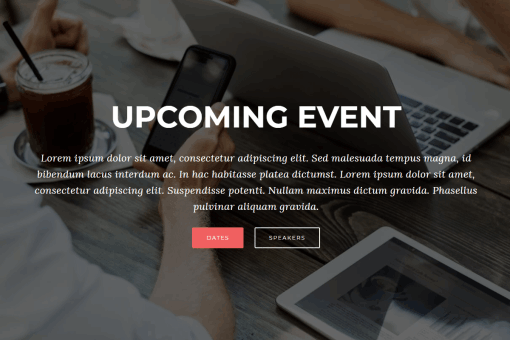 UPCOMING EVENT
Lorem ipsum dolor sit amet, consectetur adipiscing elit. Sed malesuada tempus magna, id
bibendum lacus interdum ac. In hac habitasse platea dictumst. Lorem ipsum dolor sit amet,
consectetur adipiscing elit. Suspendisse potenti. Nullam maximus dictum gravida. Phasellus
pulvinar aliquam gravida.
DATES SPEAKERS